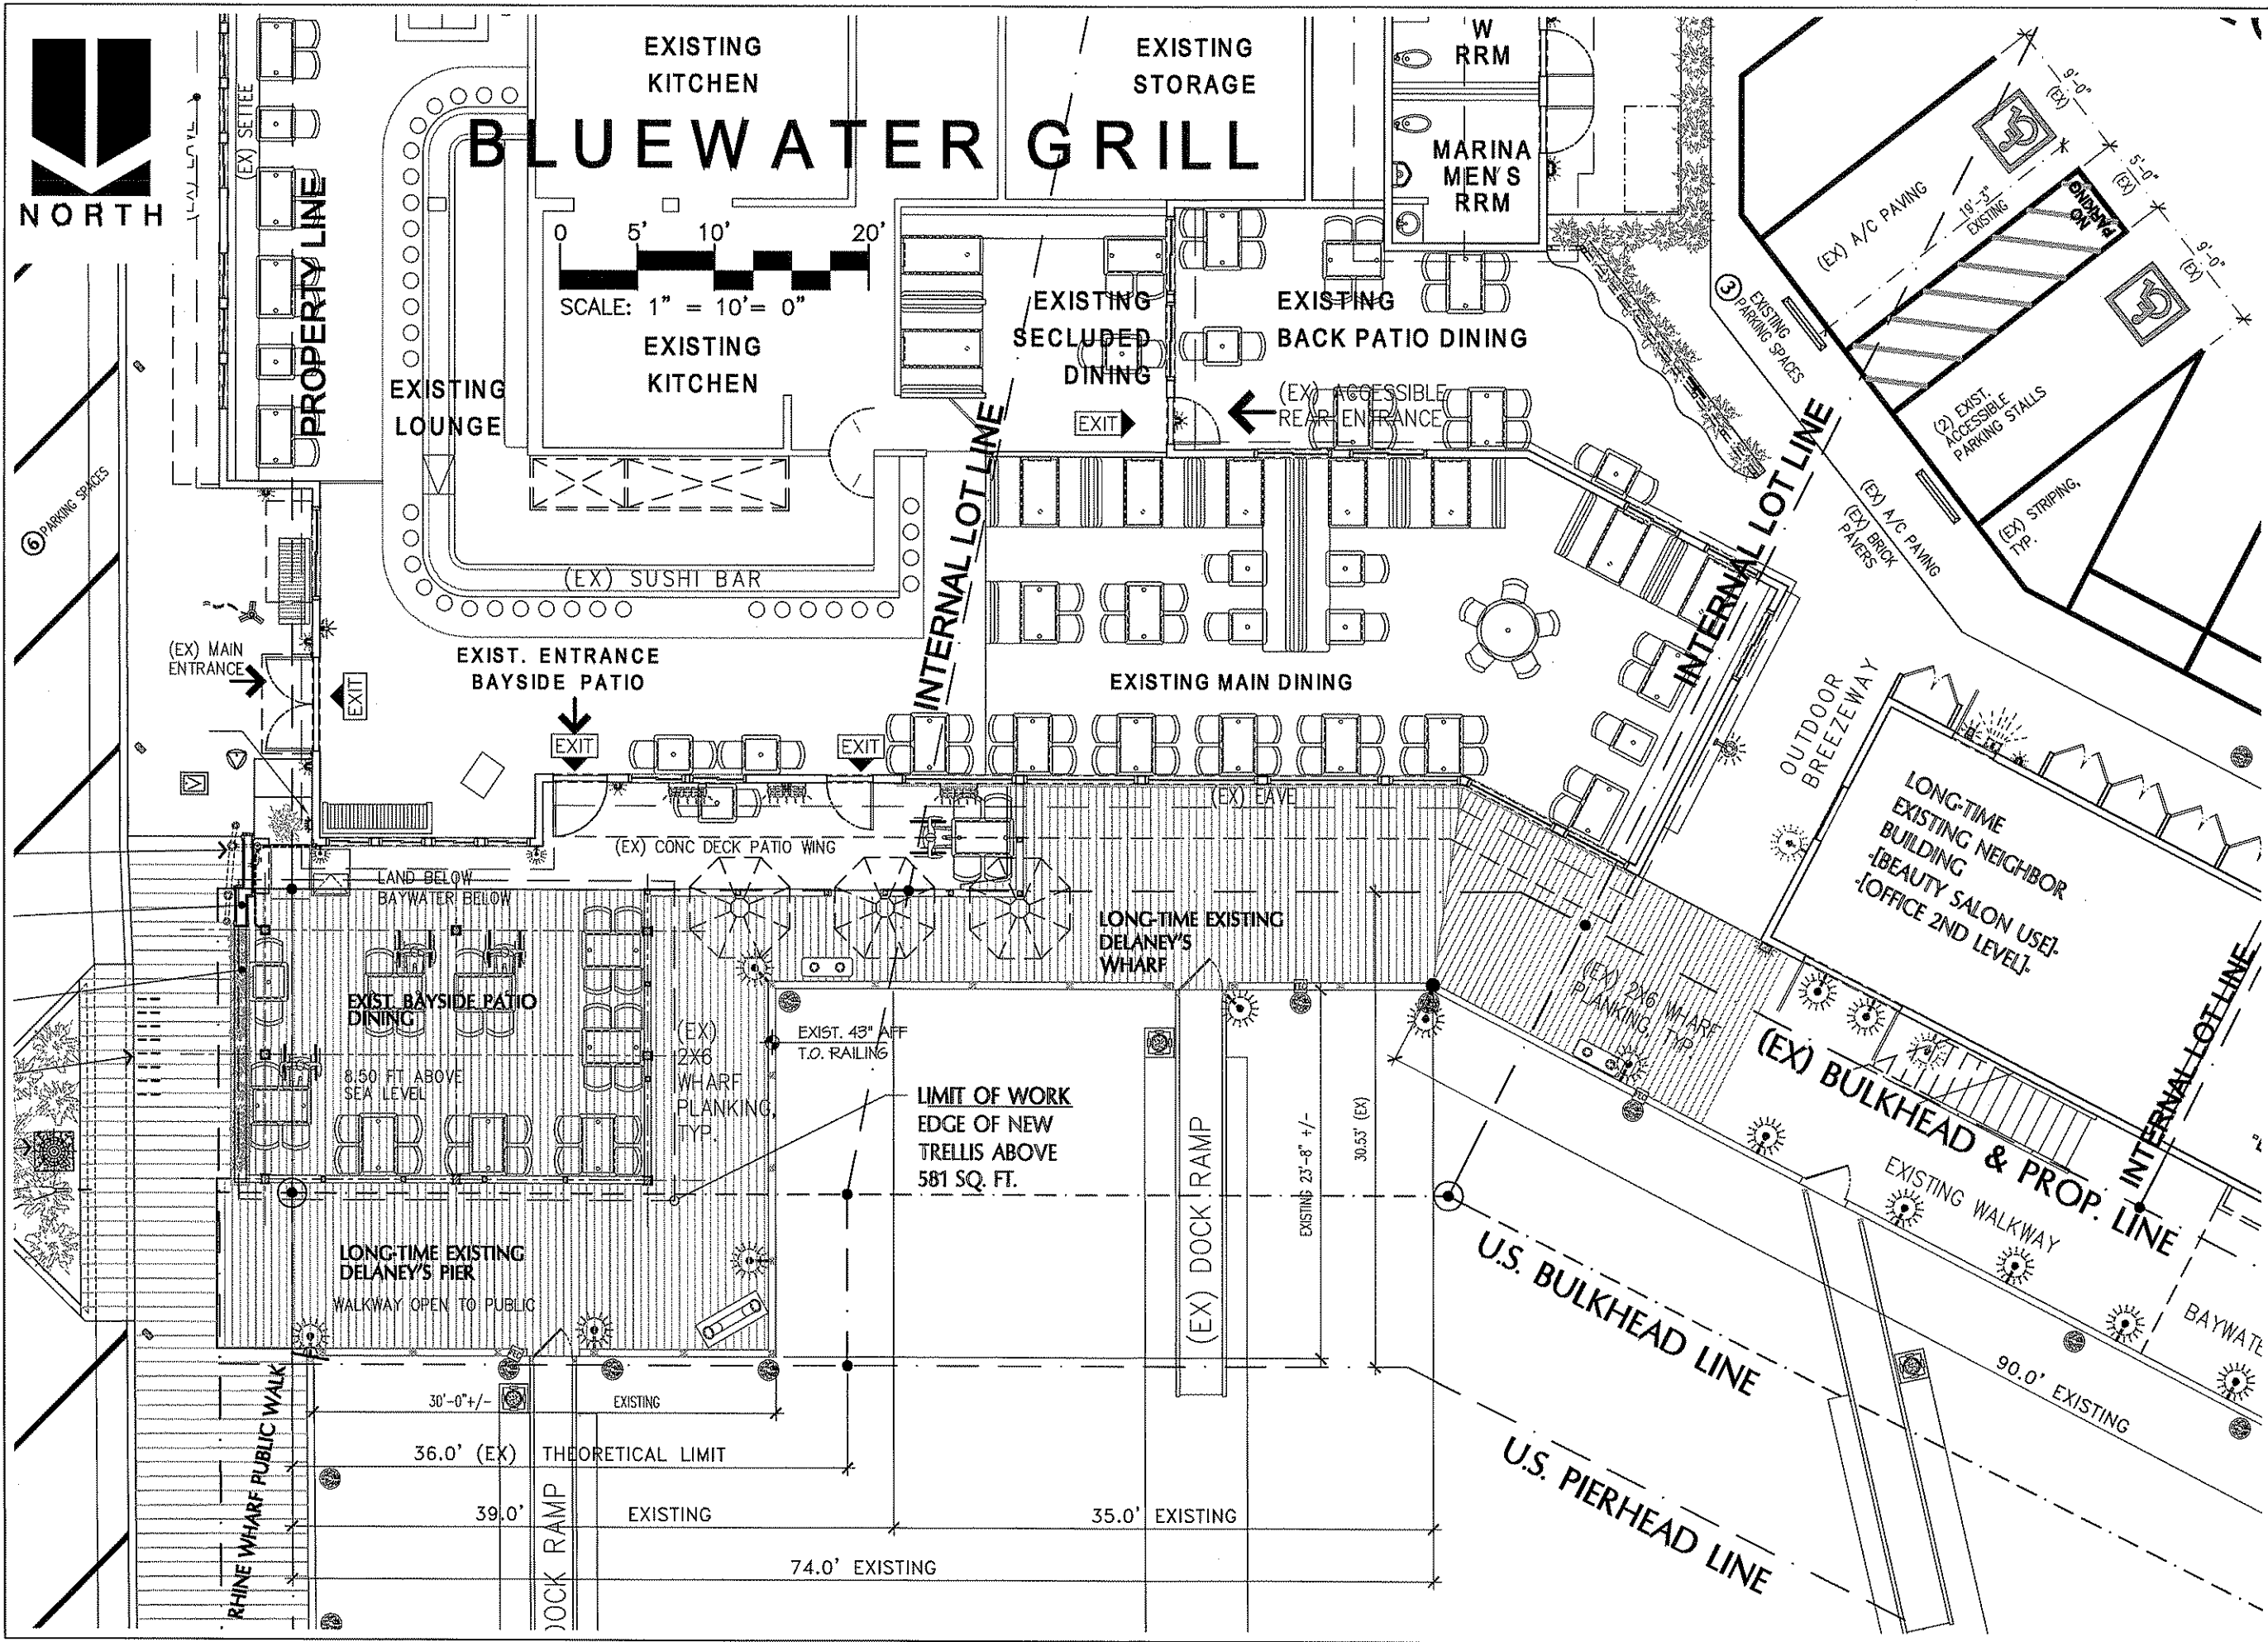 NORTH
(EX) SETTEE
PROPERTY LINE
EXISTING
KITCHEN
EXISTING
STORAGE
W
RRM
BLUEWATER GRILL
MARINA
MEN'S
RRM
0 5' 10' 20'
SCALE: 1" = 10'= 0"
EXISTING
KITCHEN
EXISTING
LOUNGE
EXISTING
SECLUDED
DINING
EXISTING
BACK PATIO DINING
EXIT
(EX) ACCESSIBLE
REAR ENTRANCE
9'-0"
(EX)
5'-0"
(EX)
9'-0"
(EX)
19'-3"
EXISTING
NO
PARKING
(EX) A/C PAVING
3 EXISTING
PARKING SPACES
(2) EXIST.
ACCESSIBLE
PARKING STALLS
(EX) STRIPING,
TYP.
(EX) A/C PAVING
(EX) BRICK
PAVERS
6 PARKING SPACES
INTERNAL LOT LINE
INTERNAL LOT LINE
(EX) SUSHI BAR
(EX) MAIN
ENTRANCE
EXIT
EXIST. ENTRANCE
BAYSIDE PATIO
EXIT
EXIT
EXISTING MAIN DINING
OUTDOOR
BREEZEWAY
LONG-TIME
EXISTING NEIGHBOR
BUILDING
-[BEAUTY SALON USE]-
-[OFFICE 2ND LEVEL]-
INTERNAL LOT LINE
(EX) EAVE
(EX) CONC DECK PATIO WING
LAND BELOW
BAYWATER BELOW
LONG-TIME EXISTING
DELANEY'S
WHARF
EXIST. BAYSIDE PATIO
DINING
8.50 FT ABOVE
SEA LEVEL
(EX)
2X6
WHARF
PLANKING,
TYP.
EXIST. 43" AFF
T.O. RAILING
LIMIT OF WORK
EDGE OF NEW
TRELLIS ABOVE
581 SQ. FT.
(EX) 2X6 WHARF
PLANKING, TYP.
(EX) BULKHEAD & PROP. LINE
EXISTING WALKWAY
BAYWATE
(EX) DOCK RAMP
EXISTING 23'-8" +/-
30.53' (EX)
U.S. BULKHEAD LINE
U.S. PIERHEAD LINE
90.0' EXISTING
LONG-TIME EXISTING
DELANEY'S PIER
WALKWAY OPEN TO PUBLIC
RHINE WHARF PUBLIC WALK
30'-0"+/- EXISTING
36.0' (EX) THEORETICAL LIMIT
39.0' EXISTING
35.0' EXISTING
74.0' EXISTING
DOCK RAMP